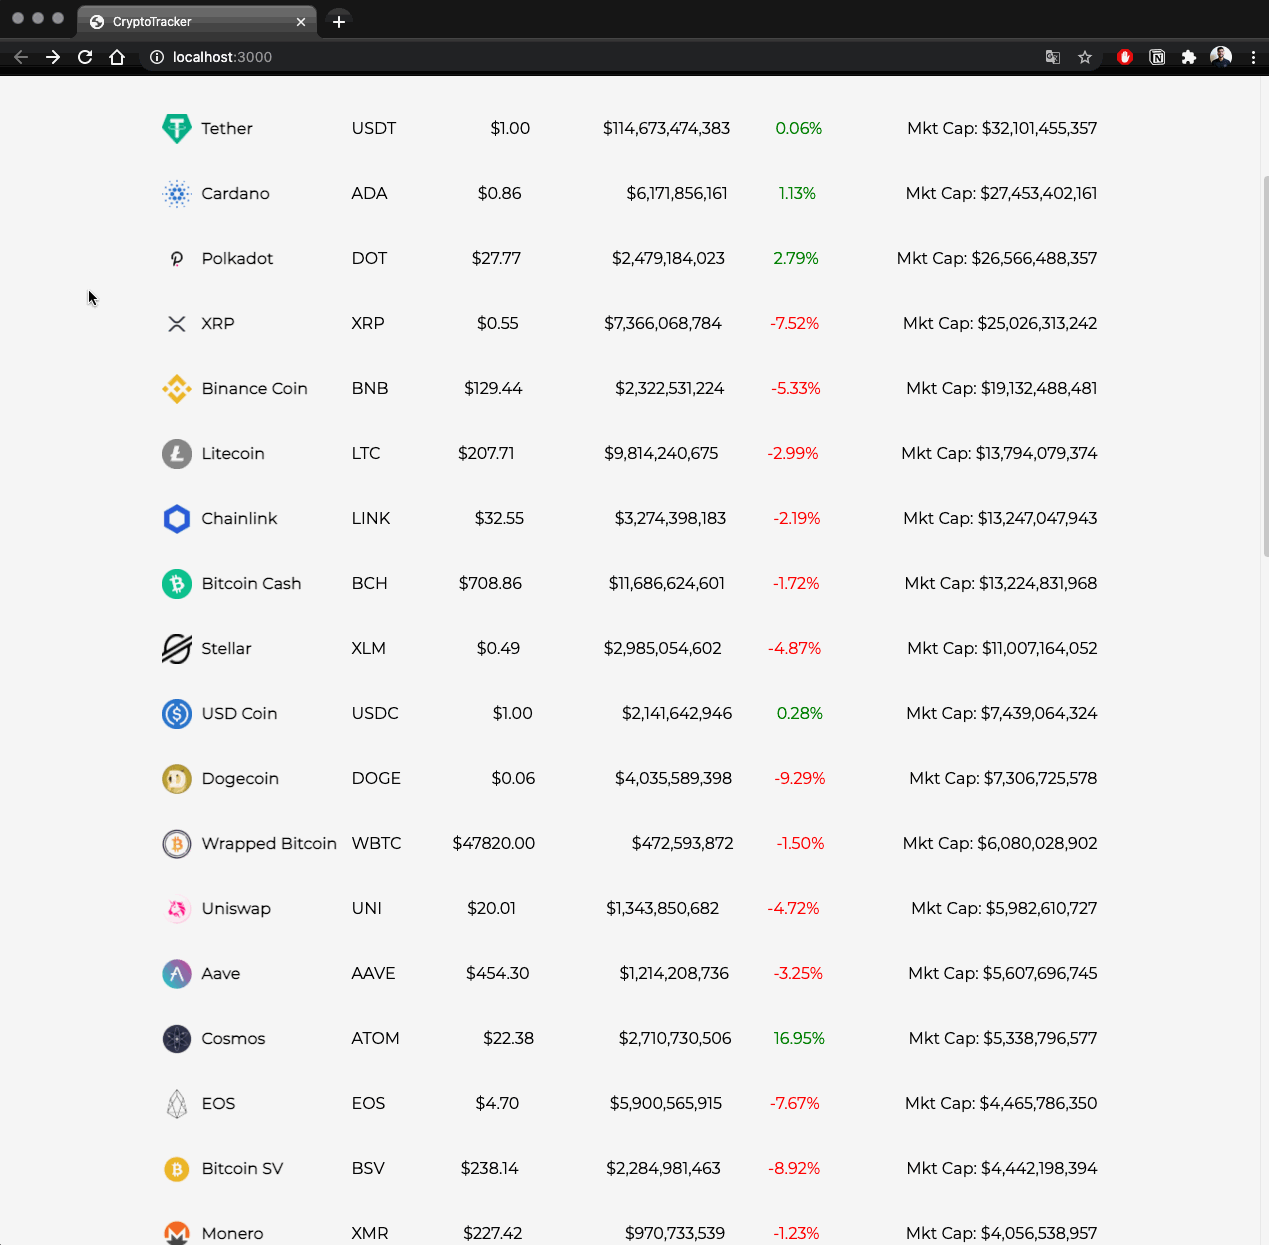 CryptoTracker
localhost:3000
Tether USDT $1.00 $114,673,474,383 0.06% Mkt Cap: $32,101,455,357
Cardano ADA $0.86 $6,171,856,161 1.13% Mkt Cap: $27,453,402,161
Polkadot DOT $27.77 $2,479,184,023 2.79% Mkt Cap: $26,566,488,357
XRP XRP $0.55 $7,366,068,784 -7.52% Mkt Cap: $25,026,313,242
Binance Coin BNB $129.44 $2,322,531,224 -5.33% Mkt Cap: $19,132,488,481
Litecoin LTC $207.71 $9,814,240,675 -2.99% Mkt Cap: $13,794,079,374
Chainlink LINK $32.55 $3,274,398,183 -2.19% Mkt Cap: $13,247,047,943
Bitcoin Cash BCH $708.86 $11,686,624,601 -1.72% Mkt Cap: $13,224,831,968
Stellar XLM $0.49 $2,985,054,602 -4.87% Mkt Cap: $11,007,164,052
USD Coin USDC $1.00 $2,141,642,946 0.28% Mkt Cap: $7,439,064,324
Dogecoin DOGE $0.06 $4,035,589,398 -9.29% Mkt Cap: $7,306,725,578
Wrapped Bitcoin WBTC $47820.00 $472,593,872 -1.50% Mkt Cap: $6,080,028,902
Uniswap UNI $20.01 $1,343,850,682 -4.72% Mkt Cap: $5,982,610,727
Aave AAVE $454.30 $1,214,208,736 -3.25% Mkt Cap: $5,607,696,745
Cosmos ATOM $22.38 $2,710,730,506 16.95% Mkt Cap: $5,338,796,577
EOS EOS $4.70 $5,900,565,915 -7.67% Mkt Cap: $4,465,786,350
Bitcoin SV BSV $238.14 $2,284,981,463 -8.92% Mkt Cap: $4,442,198,394
Monero XMR $227.42 $970,733,539 -1.23% Mkt Cap: $4,056,538,957